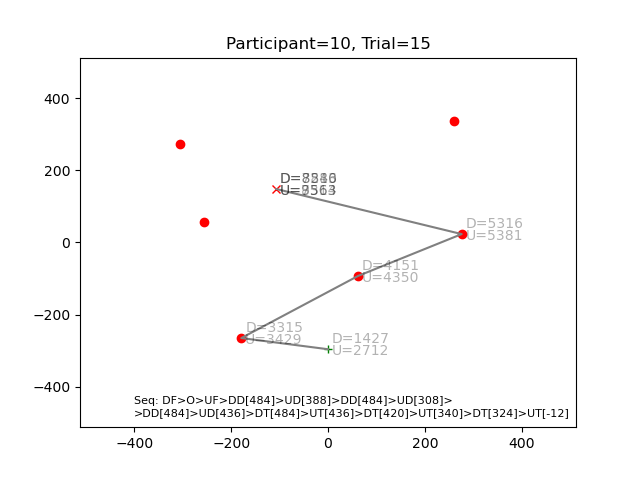 Participant=10, Trial=15
400
200
0
−200
−400
D=5316
U=5381
D=4151
U=4350
D=3315
U=3429
D=1427
U=2712
Seq: DF>O>UF>DD[484]>UD[388]>DD[484]>UD[308]>
>DD[484]>UD[436]>DT[484]>UT[436]>DT[420]>UT[340]>DT[324]>UT[-12]
−400
−200
0
200
400